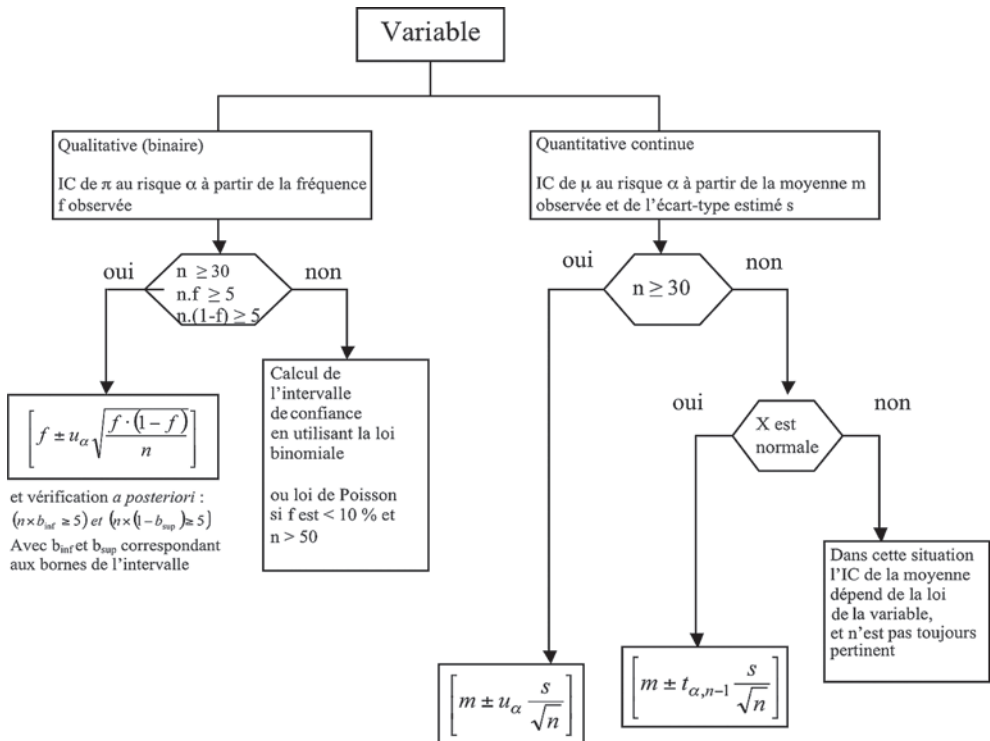 Variable
Qualitative (binaire)
IC de π au risque α à partir de la fréquence
f observée
oui
n ≥ 30
n.f ≥ 5
n.(1-f) ≥ 5
non
[f ± u_α √(f·(1−f)/n)]
et vérification a posteriori :
(n×b_inf ≥ 5) et (n×(1−b_sup) ≥ 5)
Avec b_inf et b_sup correspondant
aux bornes de l'intervalle
Calcul de
l'intervalle
de confiance
en utilisant la loi
binomiale
ou loi de Poisson
si f est < 10 % et
n > 50
Quantitative continue
IC de μ au risque α à partir de la moyenne m
observée et de l'écart-type estimé s
oui
n ≥ 30
non
[m ± u_α s/√n]
oui
X est
normale
non
[m ± t_α,n−1 s/√n]
Dans cette situation
l'IC de la moyenne
dépend de la loi
de la variable,
et n'est pas toujours
pertinent